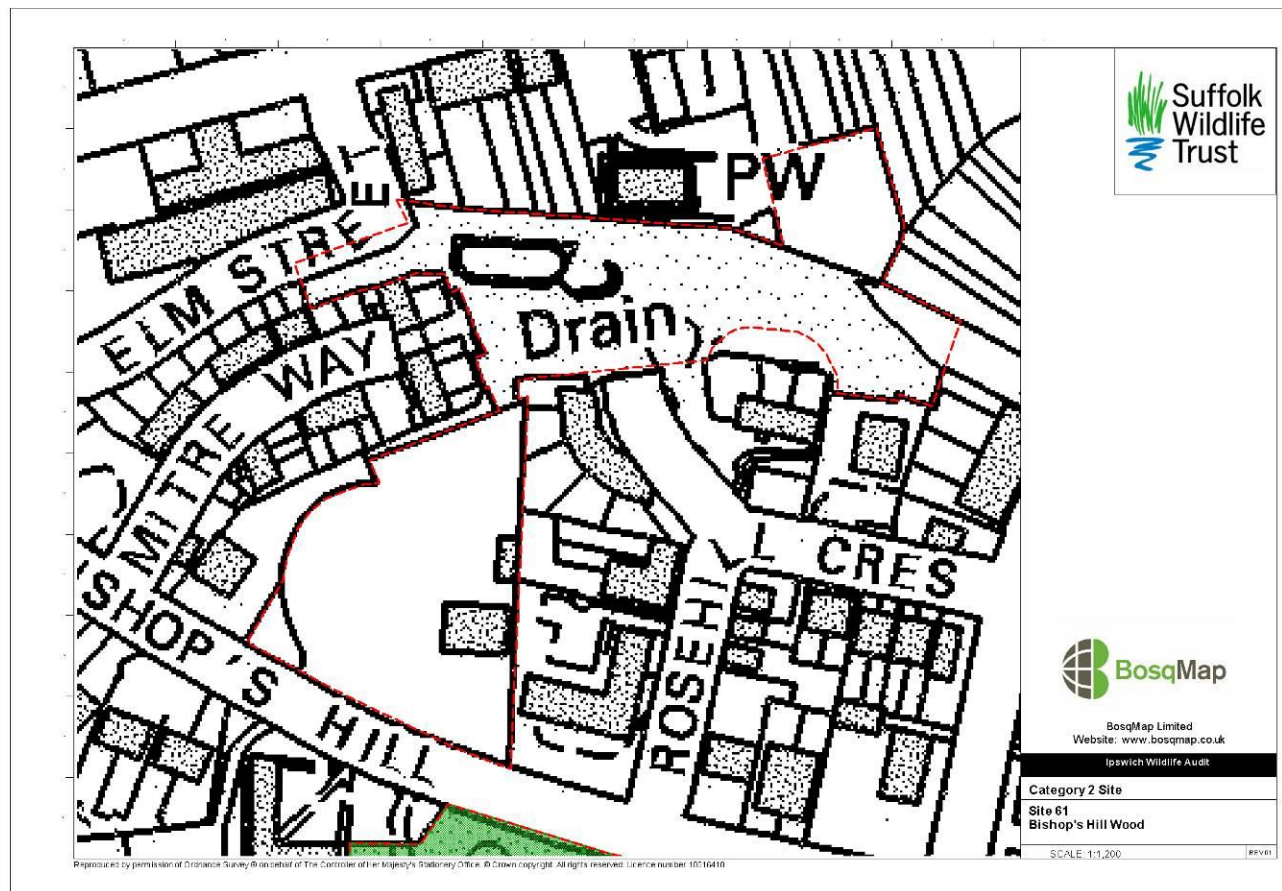 Suffolk
Wildlife
Trust
PW
ELM STREET
Drain
MITRE WAY
BISHOP'S HILL
ROSEHILL CRES
BosqMap
BosqMap Limited
Website: www.bosqmap.co.uk
Ipswich Wildlife Audit
Category 2 Site
Site 61
Bishop's Hill Wood
SCALE: 1:1,200
REV01
Reproduced by permission of Ordnance Survey ® on behalf of The Controller of Her Majesty's Stationery Office. © Crown copyright. All rights reserved. Licence number 10016410